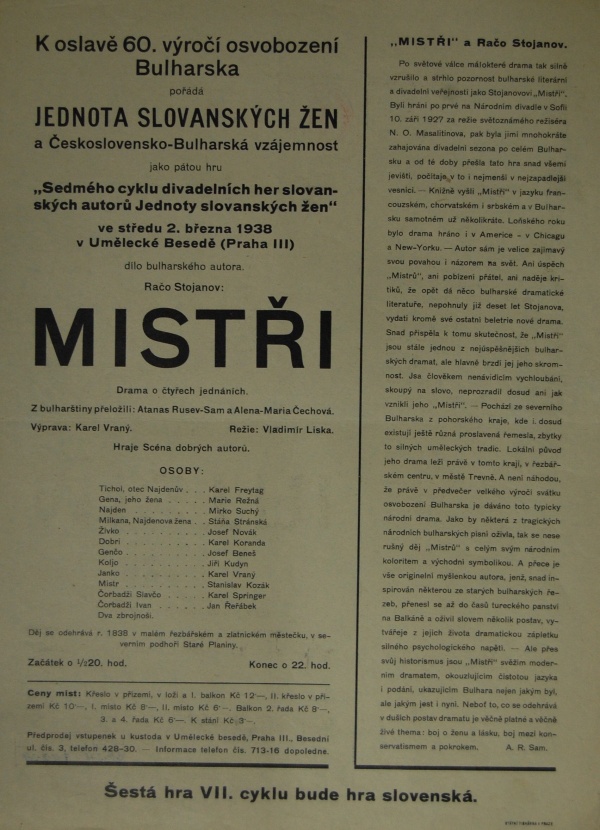 K oslavě 60. výročí osvobození
Bulharska
pořádá
JEDNOTA SLOVANSKÝCH ŽEN
a Československo-Bulharská vzájemnost
jako pátou hru
„Sedmého cyklu divadelních her slovan-
ských autorů Jednoty slovanských žen"
ve středu 2. března 1938
v Umělecké Besedě (Praha III)
dílo bulharského autora.
Račo Stojanov:
MISTŘI
Drama o čtyřech jednáních.
Z bulharštiny přeložili: Atanas Rusev-Sam a Alena-Maria Čechová.
Výprava: Karel Vraný. Režie: Vladimír Liska.
Hraje Scéna dobrých autorů.
OSOBY:
Tichol, otec Najdenův . . . Karel Freytag
Gena, jeho žena . . . . . Marie Režná
Najden . . . . . . . . Mirko Suchý
Milkana, Najdenova žena . . Stáňa Stránská
Živko . . . . . . . . . Josef Novák
Dobri . . . . . . . . . Karel Koranda
Genčo . . . . . . . . . Josef Beneš
Koljo . . . . . . . . . Jiří Kudyn
Janko . . . . . . . . . Karel Vraný
Mistr . . . . . . . . . Stanislav Kozák
Čorbadži Slavčo . . . . . Karel Springer
Čorbadži Ivan . . . . . . Jan Řeřábek
Dva zbrojnoši.
Děj se odehrává r. 1838 v malém řezbářském a zlatnickém městečku, v se-
verním podhoří Staré Planiny.
Začátek o ½20. hod. Konec o 22. hod.
Ceny míst: Křeslo v přízemí, v loži a I. balkon Kč 12·—, II. křeslo v pří-
zemí Kč 10·—, I. místo Kč 8·—, II. místo Kč 6·—. Balkon 2. řada Kč 8·—,
3. a 4. řada Kč 6·—. K stání Kč 3·—.
Předprodej vstupenek u kustoda v Umělecké besedě, Praha III., Besední
ul. čís. 3, telefon 428-30. — Informace telefon čís. 713-16 dopoledne.
„MISTŘI" a Račo Stojanov.
Po světové válce málokteré drama tak silně
vzrušilo a strhlo pozornost bulharské literární
a divadelní veřejnosti jako Stojanovovi „Mistři".
Byli hráni po prvé na Národním divadle v Sofii
10. září 1927 za režie světoznámého režiséra
N. O. Masalitinova, pak byla jimi mnohokráte
zahajována divadelní sezona po celém Bulhar-
sku a od té doby přešla tato hra snad všemi
jevišti, počítaje v to i nejmenší v nejzapadlejší
vesnici. — Knižně vyšli „Mistři" v jazyku fran-
couzském, chorvatském i srbském a v Bulhar-
sku samotném už několikráte. Loňského roku
bylo drama hráno i v Americe - v Chicagu
a New-Yorku. — Autor sám je velice zajímavý
svou povahou i názorem na svět. Ani úspěch
„Mistrů", ani pobízení přátel, ani naděje kri-
tiků, že opět dá něco bulharské dramatické
literatuře, nepohnuly již deset let Stojanova,
vydati kromě své ostatní beletrie nové drama.
Snad přispěla k tomu skutečnost, že „Mistři"
jsou stále jednou z nejúspěšnějších bulhar-
ských dramat, ale hlavně brzdí jej jeho skrom-
nost. Jsa člověkem nenávidícím vychloubání,
skoupý na slovo, neprozradil dosud ani jak
vznikli jeho „Mistři". — Pochází ze severního
Bulharska z pohorského kraje, kde i dosud
existují ještě různá proslavená řemesla, zbytky
to silných uměleckých tradic. Lokální původ
jeho drama leží právě v tomto kraji, v řezbář-
ském centru, v městě Trevně. A není náhodou,
že právě v předvečer velkého výročí svátku
osvobození Bulharska je dáváno toto typicky
národní drama. Jako by některá z tragických
národních bulharských písní oživla, tak se nese
rušný děj „Mistrů" s celým svým národním
koloritem a východní symbolikou. A přece je
vše originelní myšlenkou autora, jenž, snad in-
spirován některou ze starých bulharských ře-
zeb, přenesl se až do časů tureckého panství
na Balkáně a oživil slovem několik postav, vy-
tvářeje z jejich života dramatickou zápletku
silného psychologického napětí. — Ale přes
svůj historismus jsou „Mistři" svěžím moder-
ním dramatem, okouzlujícím čistotou jazyka
i podání, ukazujícím Bulhara nejen jakým byl,
ale jakým jest i nyní. Neboť to, co se odehrává
v duších postav dramatu je věčně platné a věčně
živé thema: boj o ženu a lásku, boj mezi kon-
servatismem a pokrokem. A. R. Sam.
Šestá hra VII. cyklu bude hra slovenská.